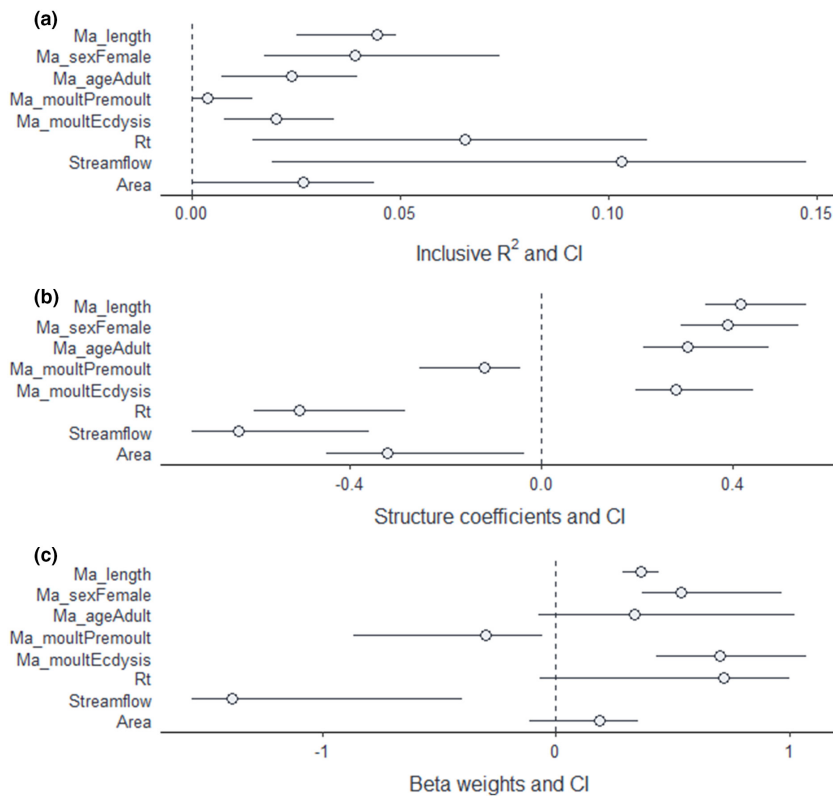 (a)
Ma_length
Ma_sexFemale
Ma_ageAdult
Ma_moultPremoult
Ma_moultEcdysis
Rt
Streamflow
Area
0.00 0.05 0.10 0.15
Inclusive R² and CI
(b)
Ma_length
Ma_sexFemale
Ma_ageAdult
Ma_moultPremoult
Ma_moultEcdysis
Rt
Streamflow
Area
-0.4 0.0 0.4
Structure coefficients and CI
(c)
Ma_length
Ma_sexFemale
Ma_ageAdult
Ma_moultPremoult
Ma_moultEcdysis
Rt
Streamflow
Area
-1 0 1
Beta weights and CI